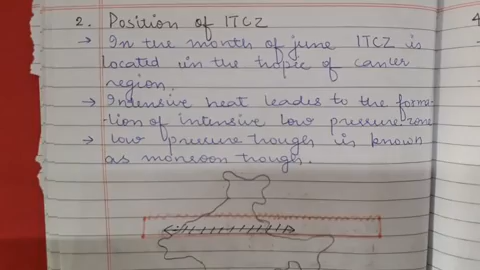 2. Position of ITCZ
→ In the month of june ITCZ is
located in the tropic of cancer
region.
→ Intensive heat leades to the forma-
tion of intensive low pressure zone
→ low pressure trough is known
as monsoon trough.
4